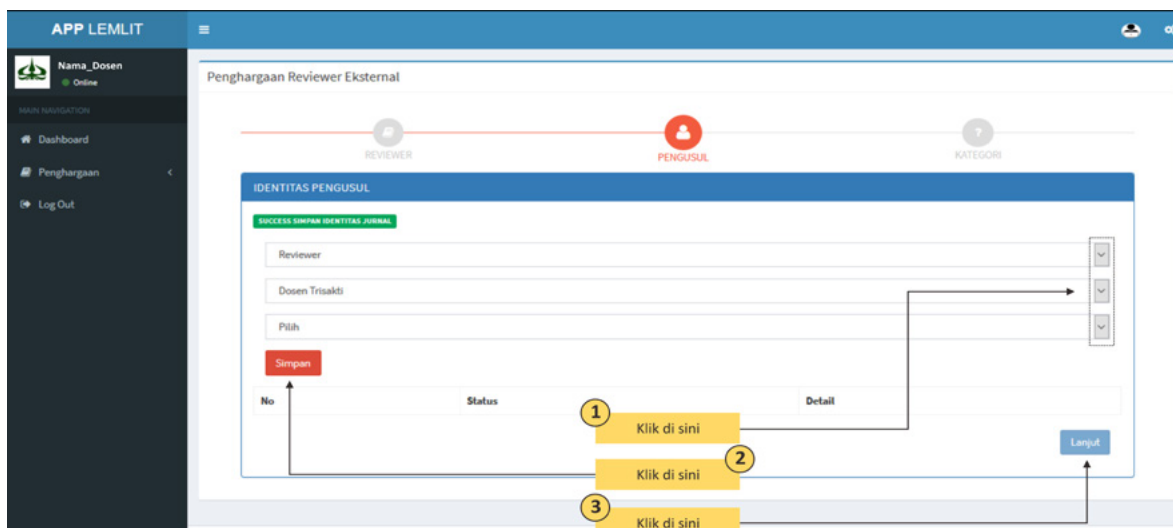 APP LEMLIT
Nama_Dosen
Online
MAIN NAVIGATION
Dashboard
Penghargaan
Log Out
Penghargaan Reviewer Eksternal
REVIEWER
PENGUSUL
?
KATEGORI
IDENTITAS PENGUSUL
SUCCESS SIMPAN IDENTITAS JURNAL
Reviewer
Dosen Trisakti
Pilih
Simpan
No Status Detail
1 Klik di sini
Lanjut
Klik di sini 2
3 Klik di sini